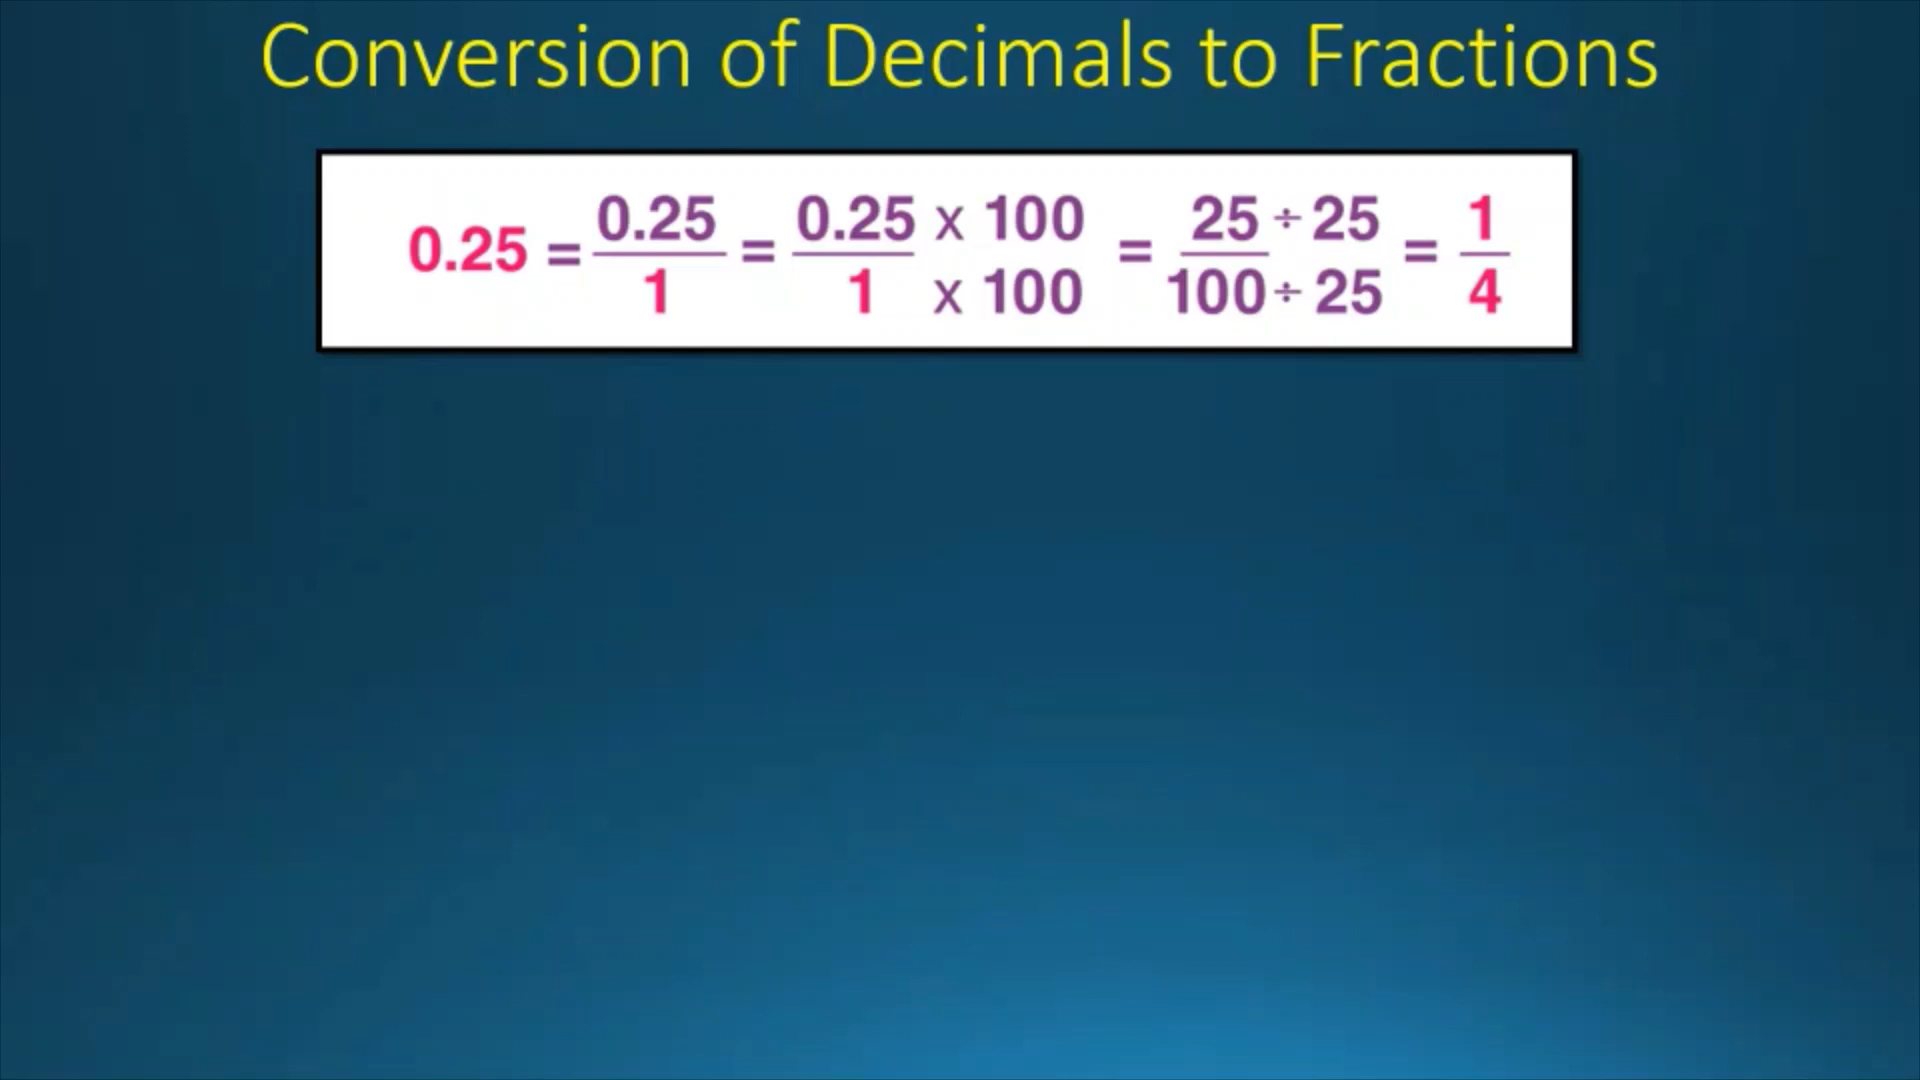 Conversion of Decimals to Fractions
0.25 = 0.25/1 = 0.25 x 100/1 x 100 = 25 ÷ 25/100 ÷ 25 = 1/4